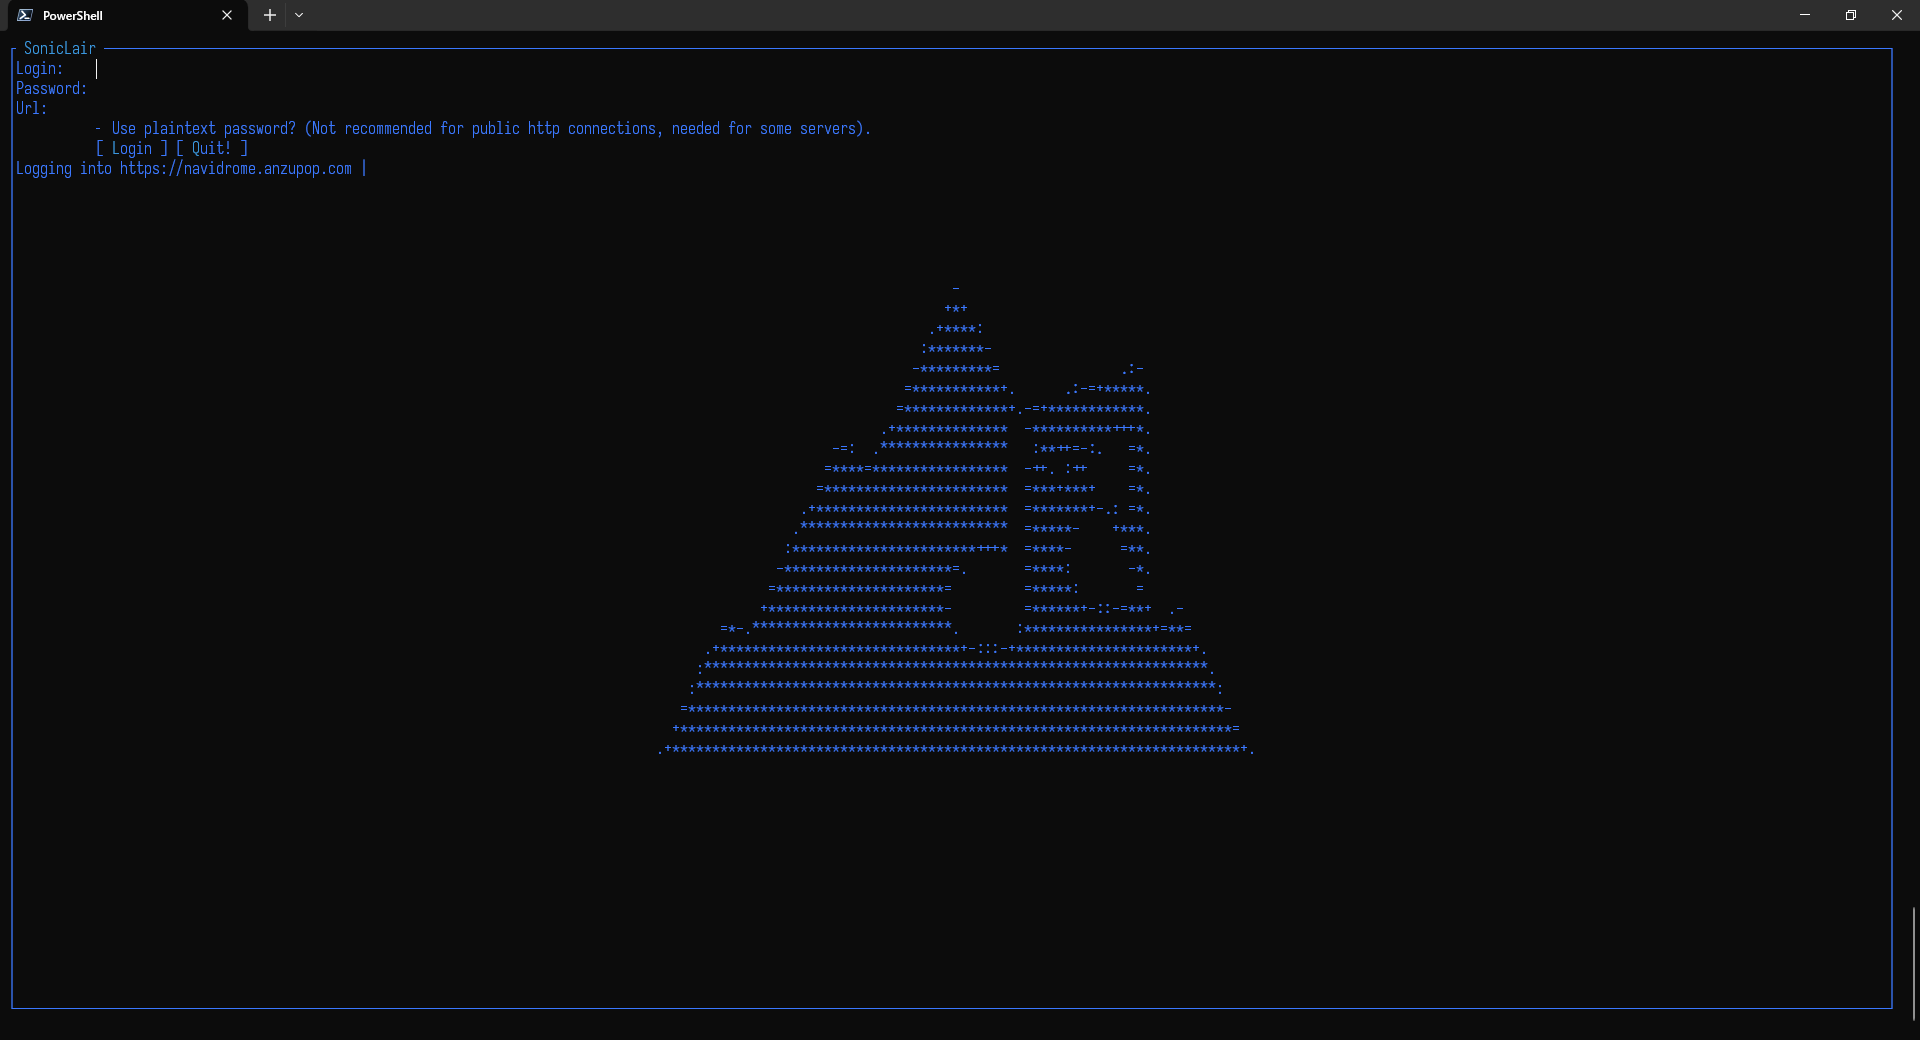 PowerShell
SonicLair
Login:
Password:
Url:
- Use plaintext password? (Not recommended for public http connections, needed for some servers).
[ Login ] [ Quit! ]
Logging into https://navidrome.anzupop.com |